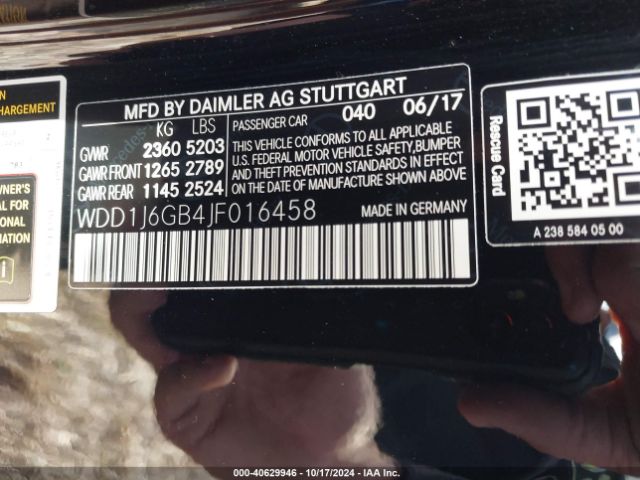 MFD BY DAIMLER AG STUTTGART
KG LBS
GVWR 2360 5203
GAWR FRONT 1265 2789
GAWR REAR 1145 2524
PASSENGER CAR 040 06/17
THIS VEHICLE CONFORMS TO ALL APPLICABLE
U.S. FEDERAL MOTOR VEHICLE SAFETY, BUMPER
AND THEFT PREVENTION STANDARDS IN EFFECT
ON THE DATE OF MANUFACTURE SHOWN ABOVE
WDD1J6GB4JF016458 MADE IN GERMANY
Rescue Card
A 238 584 05 00
CHARGEMENT
OWNER'S
FOR
ADDITIONAL
INFORMATION
000-40629946 - 10/17/2024 - IAA Inc.